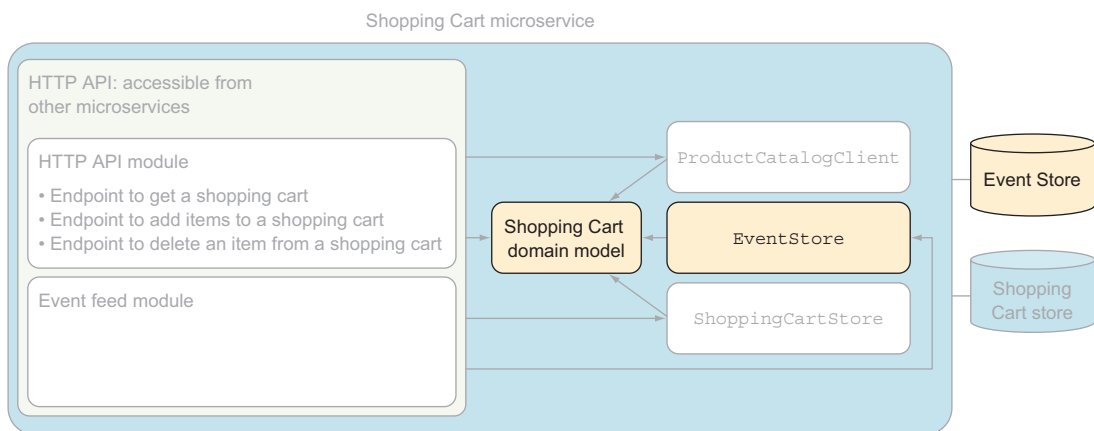 Shopping Cart microservice
HTTP API: accessible from
other microservices
HTTP API module
• Endpoint to get a shopping cart
• Endpoint to add items to a shopping cart
• Endpoint to delete an item from a shopping cart
Event feed module
Shopping Cart
domain model
ProductCatalogClient
EventStore
ShoppingCartStore
Event Store
Shopping
Cart store